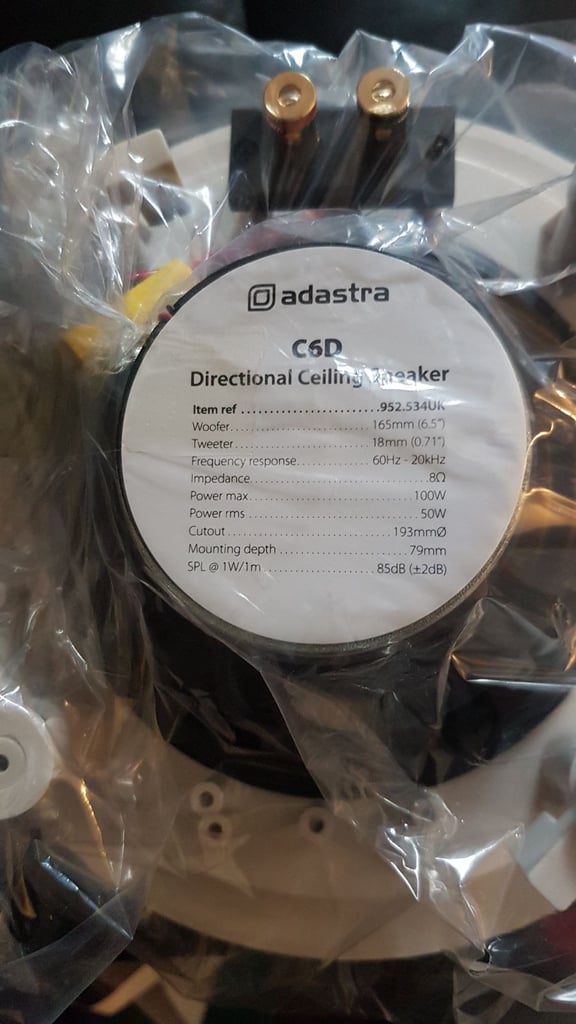 adastra
C6D
Directional Ceiling Speaker
Item ref ........................952.534UK
Woofer........................165mm (6.5")
Tweeter........................18mm (0.71")
Frequency response..............60Hz - 20kHz
Impedance........................8Ω
Power max........................100W
Power rms........................50W
Cutout ........................193mmØ
Mounting depth ........................79mm
SPL @ 1W/1m ........................85dB (±2dB)